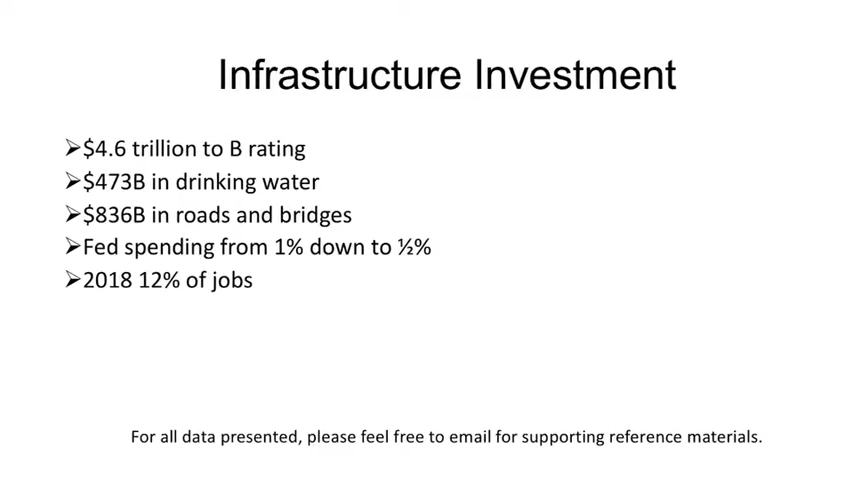 Infrastructure Investment
➢$4.6 trillion to B rating
➢$473B in drinking water
➢$836B in roads and bridges
➢Fed spending from 1% down to ½%
➢2018 12% of jobs
For all data presented, please feel free to email for supporting reference materials.